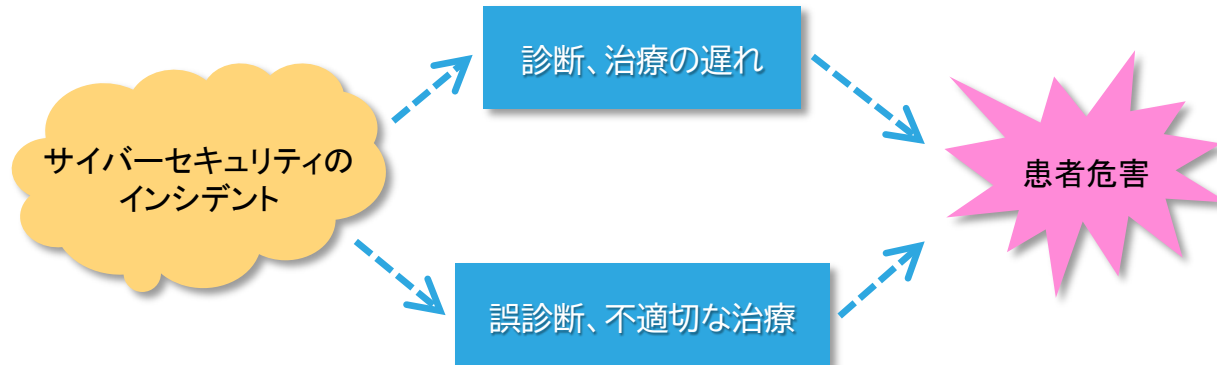 診断、治療の遅れ
サイバーセキュリティの
インシデント
患者危害
誤診断、不適切な治療